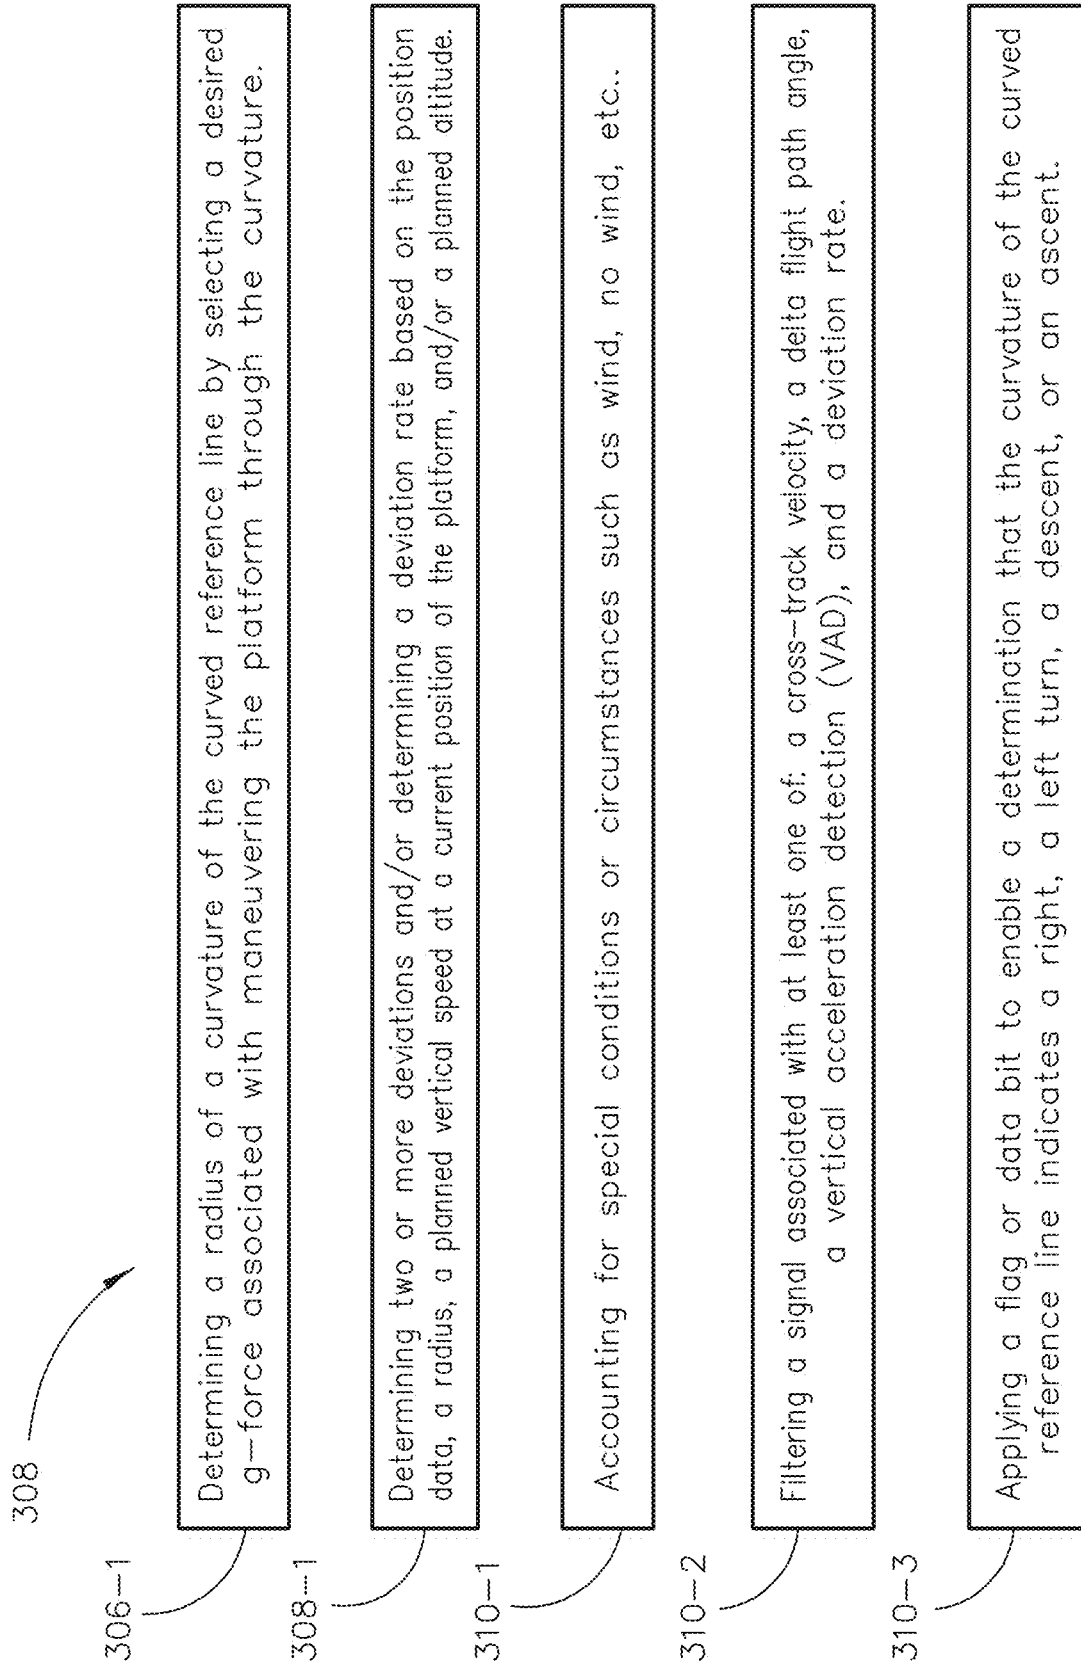 308
306-1
Determining a radius of a curvature of the curved reference line by selecting a desired
g-force associated with maneuvering the platform through the curvature.
308-1
Determining two or more deviations and/or determining a deviation rate based on the position
data, a radius, a planned vertical speed at a current position of the platform, and/or a planned altitude.
310-1
Accounting for special conditions or circumstances such as wind, no wind, etc..
310-2
Filtering a signal associated with at least one of: a cross-track velocity, a delta flight path angle,
a vertical acceleration detection (VAD), and a deviation rate.
310-3
Applying a flag or data bit to enable a determination that the curvature of the curved
reference line indicates a right, a left turn, a descent, or an ascent.